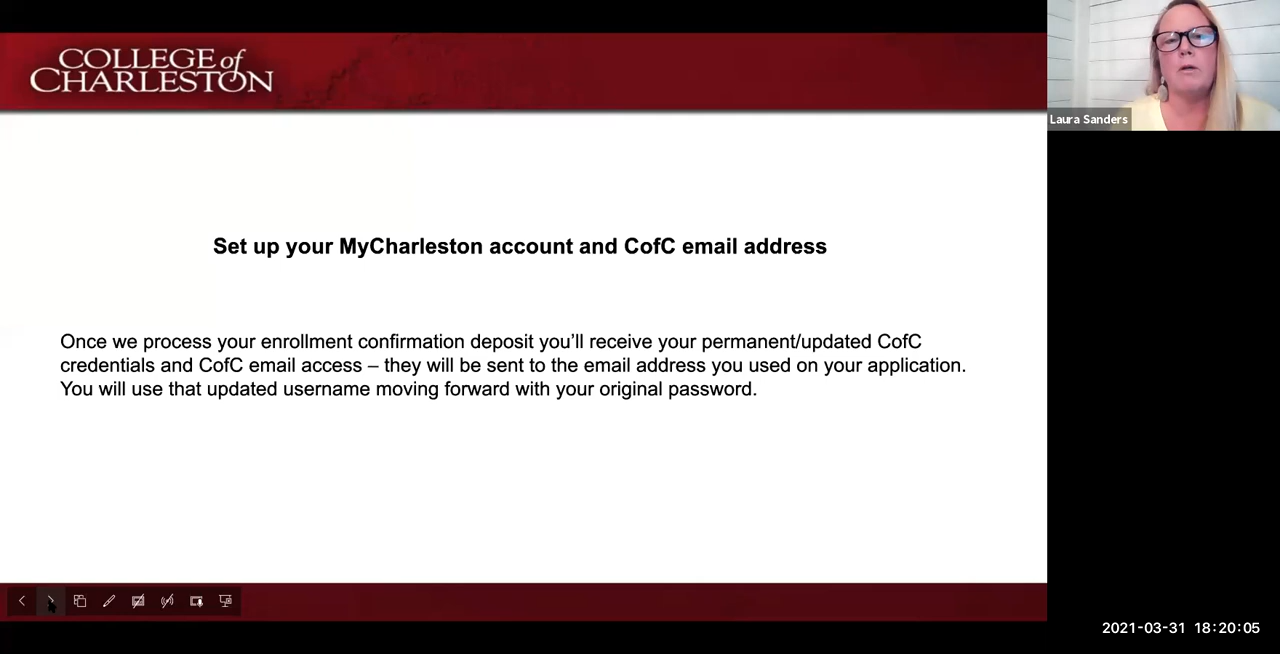 COLLEGE of
CHARLESTON
Laura Sanders
Set up your MyCharleston account and CofC email address
Once we process your enrollment confirmation deposit you’ll receive your permanent/updated CofC
credentials and CofC email access – they will be sent to the email address you used on your application.
You will use that updated username moving forward with your original password.
2021-03-31 18:20:05